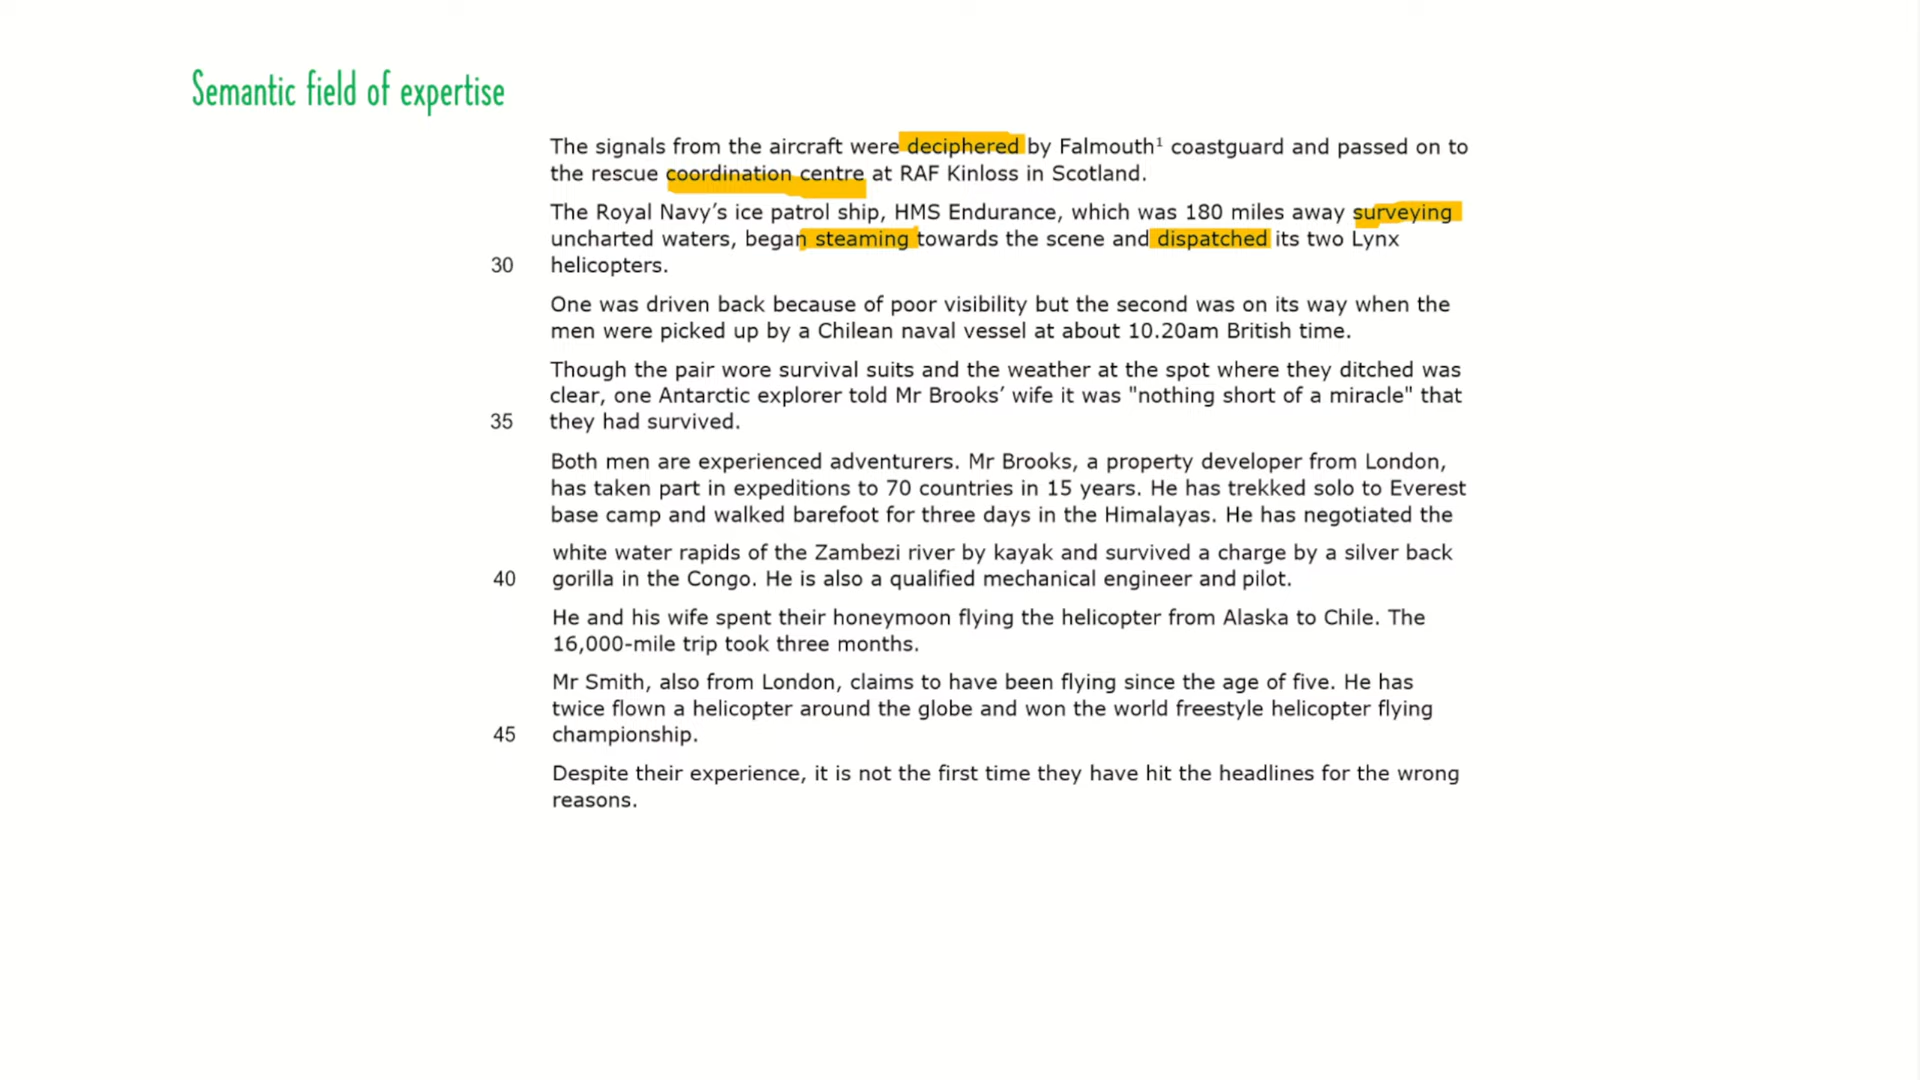 Semantic field of expertise
The signals from the aircraft were deciphered by Falmouth¹ coastguard and passed on to
the rescue coordination centre at RAF Kinloss in Scotland.
The Royal Navy’s ice patrol ship, HMS Endurance, which was 180 miles away surveying
uncharted waters, began steaming towards the scene and dispatched its two Lynx
30 helicopters.
One was driven back because of poor visibility but the second was on its way when the
men were picked up by a Chilean naval vessel at about 10.20am British time.
Though the pair wore survival suits and the weather at the spot where they ditched was
clear, one Antarctic explorer told Mr Brooks’ wife it was "nothing short of a miracle" that
35 they had survived.
Both men are experienced adventurers. Mr Brooks, a property developer from London,
has taken part in expeditions to 70 countries in 15 years. He has trekked solo to Everest
base camp and walked barefoot for three days in the Himalayas. He has negotiated the
white water rapids of the Zambezi river by kayak and survived a charge by a silver back
40 gorilla in the Congo. He is also a qualified mechanical engineer and pilot.
He and his wife spent their honeymoon flying the helicopter from Alaska to Chile. The
16,000-mile trip took three months.
Mr Smith, also from London, claims to have been flying since the age of five. He has
twice flown a helicopter around the globe and won the world freestyle helicopter flying
45 championship.
Despite their experience, it is not the first time they have hit the headlines for the wrong
reasons.